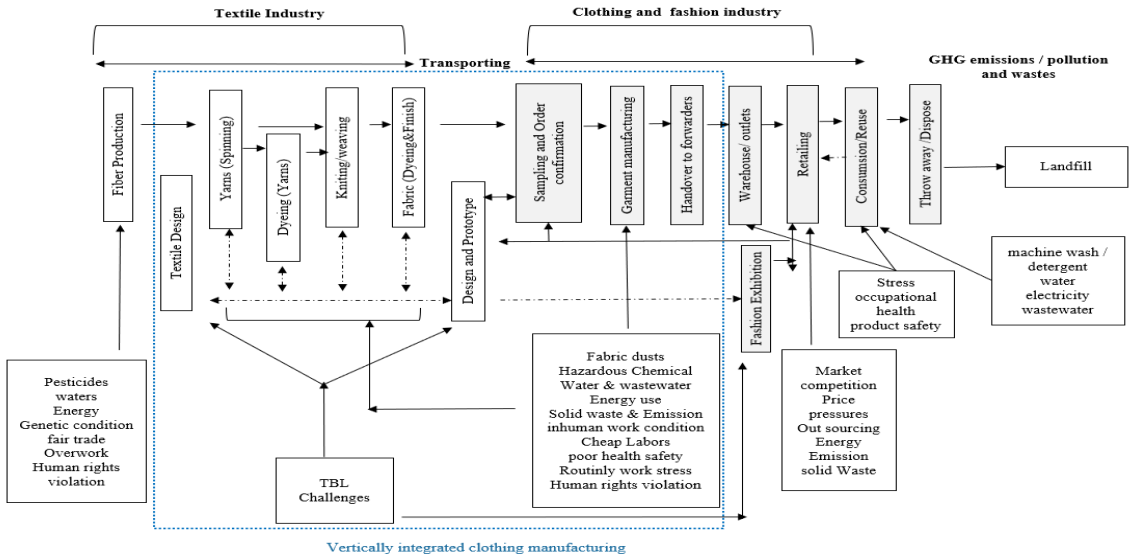 Textile Industry
Clothing and fashion industry
Transporting
GHG emissions / pollution
and wastes
Fiber Production
Textile Design
Yarns (Spinning)
Dyeing (Yarns)
Kniting/weaving
Fabric (Dyeing&Finish)
Design and Prototype
Sampling and Order
confirmation
Garment manufacturing
Handover to forwarders
Warehouse/ outlets
Fashion Exhibition
Retailing
Consumsion/Reuse
Throw away /Dispose
Landfill
machine wash /
detergent
water
electricity
wastewater
Stress
occupational
health
product safety
Pesticides
waters
Energy
Genetic condition
fair trade
Overwork
Human rights
violation
TBL
Challenges
Fabric dusts
Hazardous Chemical
Water & wastewater
Energy use
Solid waste & Emission
inhuman work condition
Cheap Labors
poor health safety
Routinly work stress
Human rights violation
Market
competition
Price
pressures
Out sourcing
Energy
Emission
solid Waste
Vertically integrated clothing manufacturing